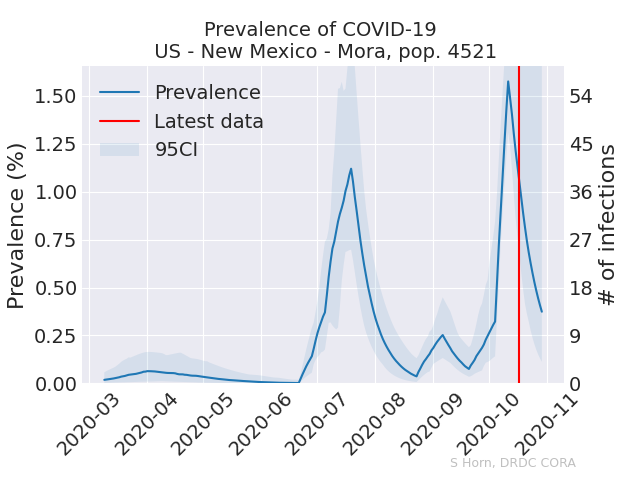 Prevalence of COVID-19
US - New Mexico - Mora, pop. 4521
Prevalence
Latest data
95CI
Prevalence (%)
1.50
1.25
1.00
0.75
0.50
0.25
0.00
54
45
36
27
18
9
0
# of infections
2020-03
2020-04
2020-05
2020-06
2020-07
2020-08
2020-09
2020-10
2020-11
S Horn, DRDC CORA